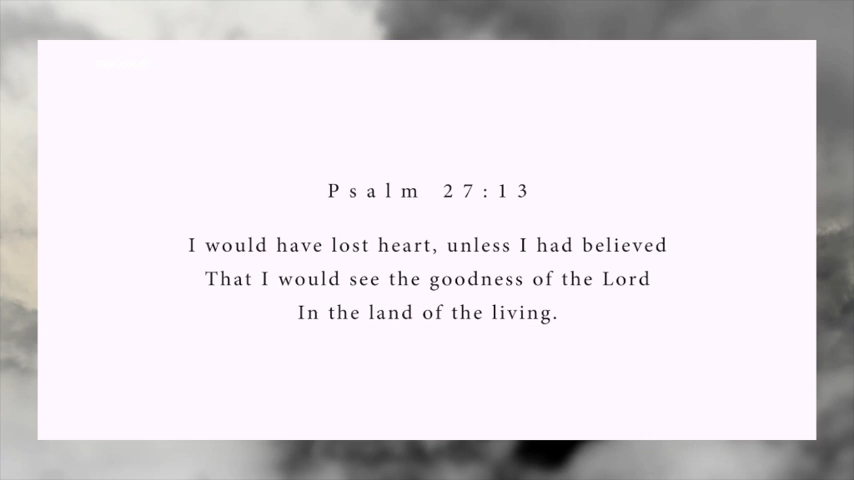 Psalm 27:13
I would have lost heart, unless I had believed
That I would see the goodness of the Lord
In the land of the living.